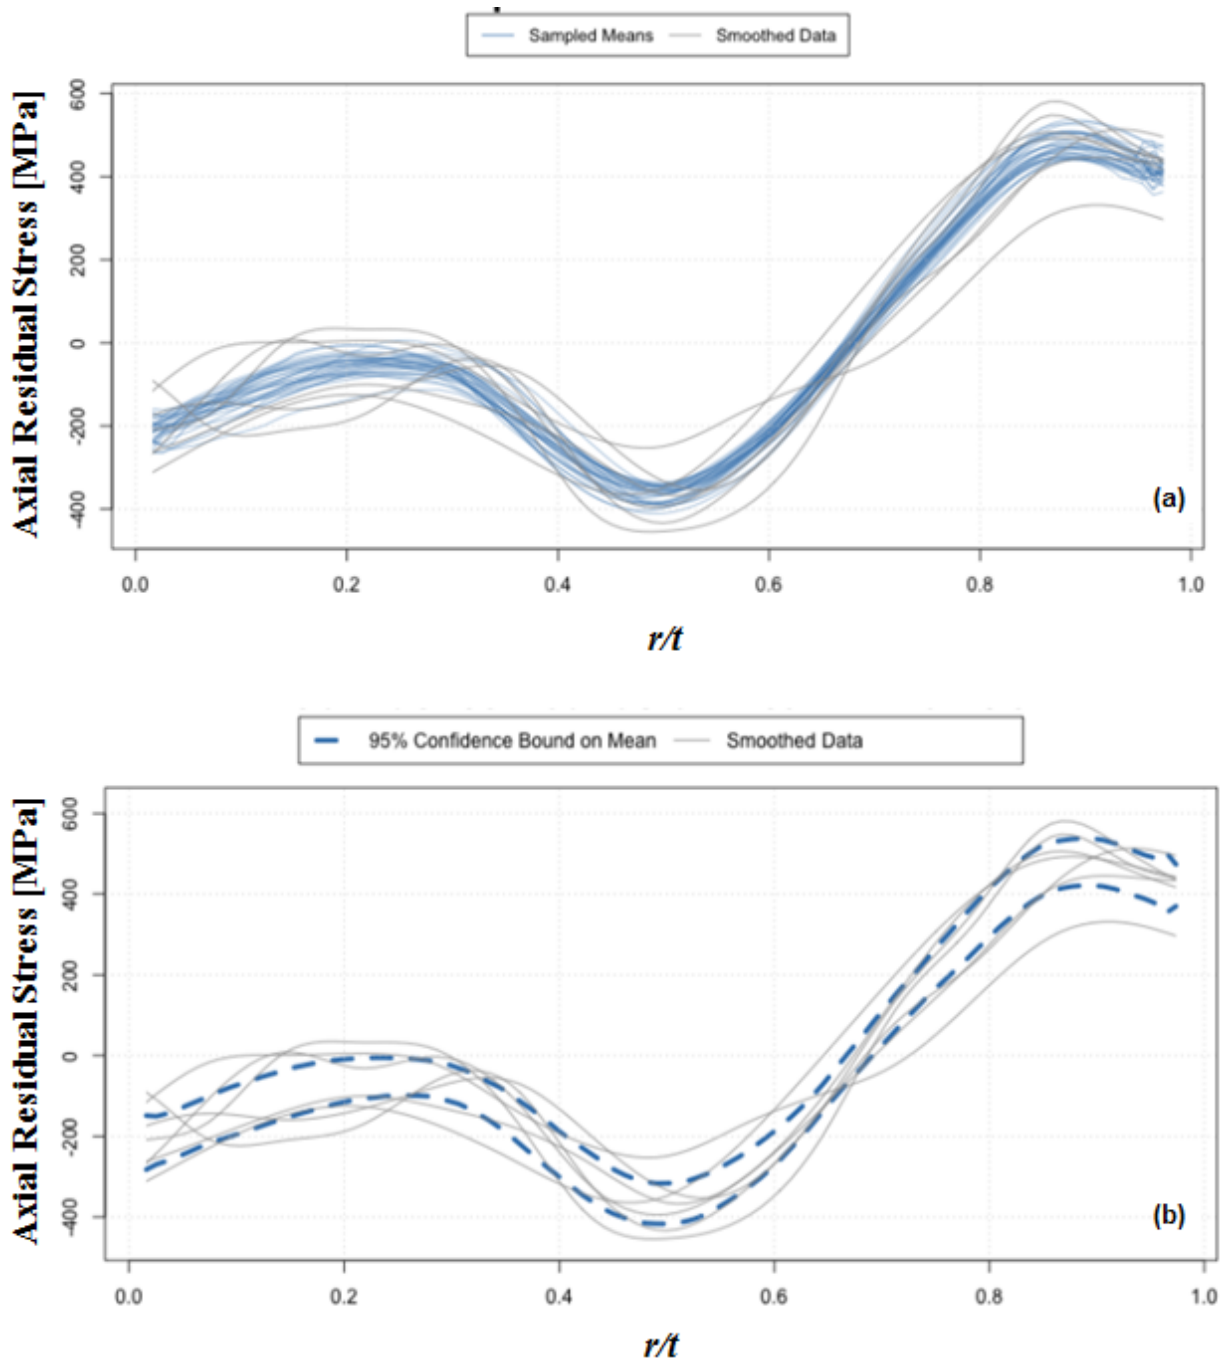 Sampled Means Smoothed Data
Axial Residual Stress [MPa]
600
400
200
0
-200
-400
0.0 0.2 0.4 0.6 0.8 1.0
(a)
r/t
95% Confidence Bound on Mean Smoothed Data
Axial Residual Stress [MPa]
600
400
200
0
-200
-400
0.0 0.2 0.4 0.6 0.8 1.0
(b)
r/t